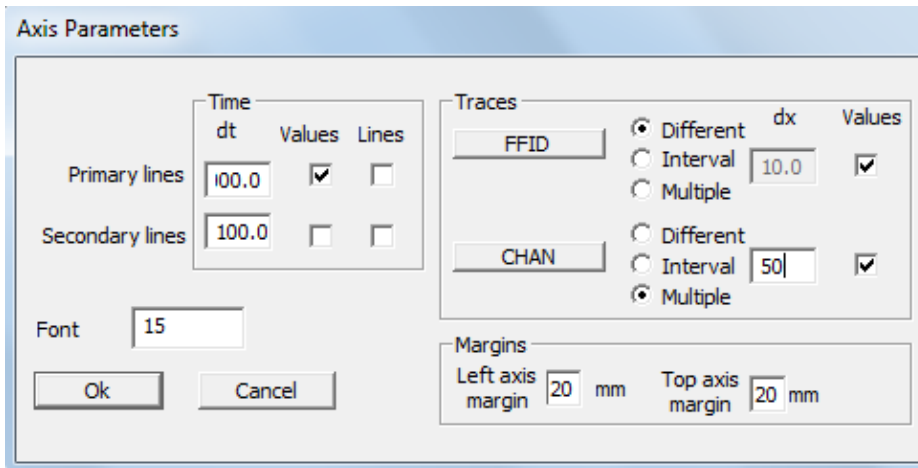 Axis Parameters
Time
dt Values Lines
Primary lines 00.0
Secondary lines 100.0
Font 15
Ok Cancel
Traces
dx Values
FFID
Different
Interval 10.0
Multiple
CHAN
Different
Interval 50
Multiple
Margins
Left axis margin 20 mm
Top axis margin 20 mm